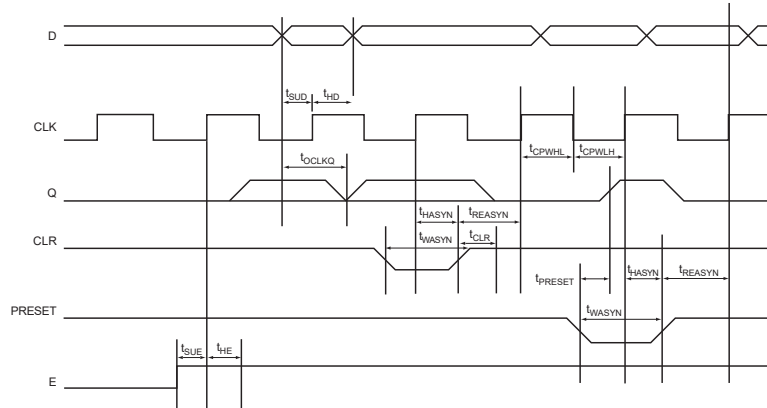 D
tSUD tHD
CLK
tCPWHL tCPWLH
tOCLKQ
Q
tHASYN tREASYN
CLR
tWASYN tCLR
tPRESET tHASYN tREASYN
PRESET
tWASYN
tSUE tHE
E